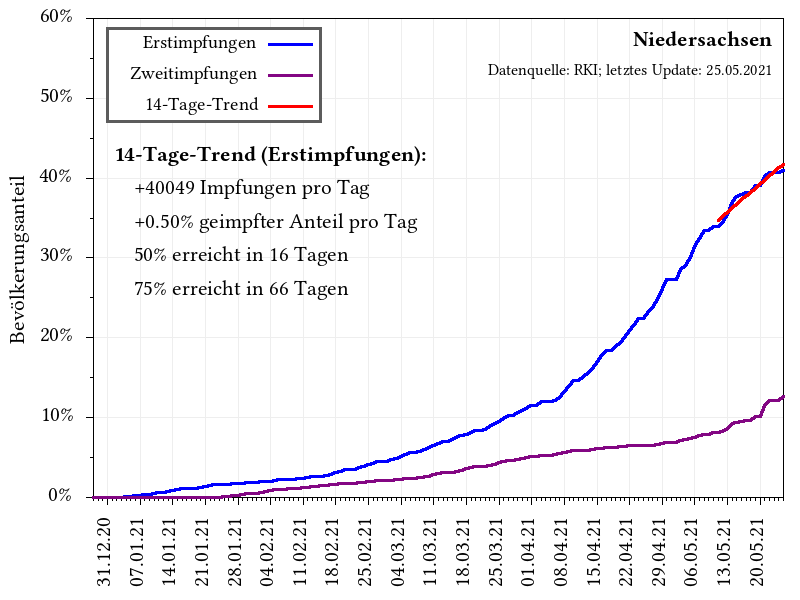 60%
50%
40%
30%
20%
10%
0%
Bevölkerungsanteil
Erstimpfungen
Zweitimpfungen
14-Tage-Trend
Niedersachsen
Datenquelle: RKI; letztes Update: 25.05.2021
14-Tage-Trend (Erstimpfungen):
+40049 Impfungen pro Tag
+0.50% geimpfter Anteil pro Tag
50% erreicht in 16 Tagen
75% erreicht in 66 Tagen
31.12.20
07.01.21
14.01.21
21.01.21
28.01.21
04.02.21
11.02.21
18.02.21
25.02.21
04.03.21
11.03.21
18.03.21
25.03.21
01.04.21
08.04.21
15.04.21
22.04.21
29.04.21
06.05.21
13.05.21
20.05.21